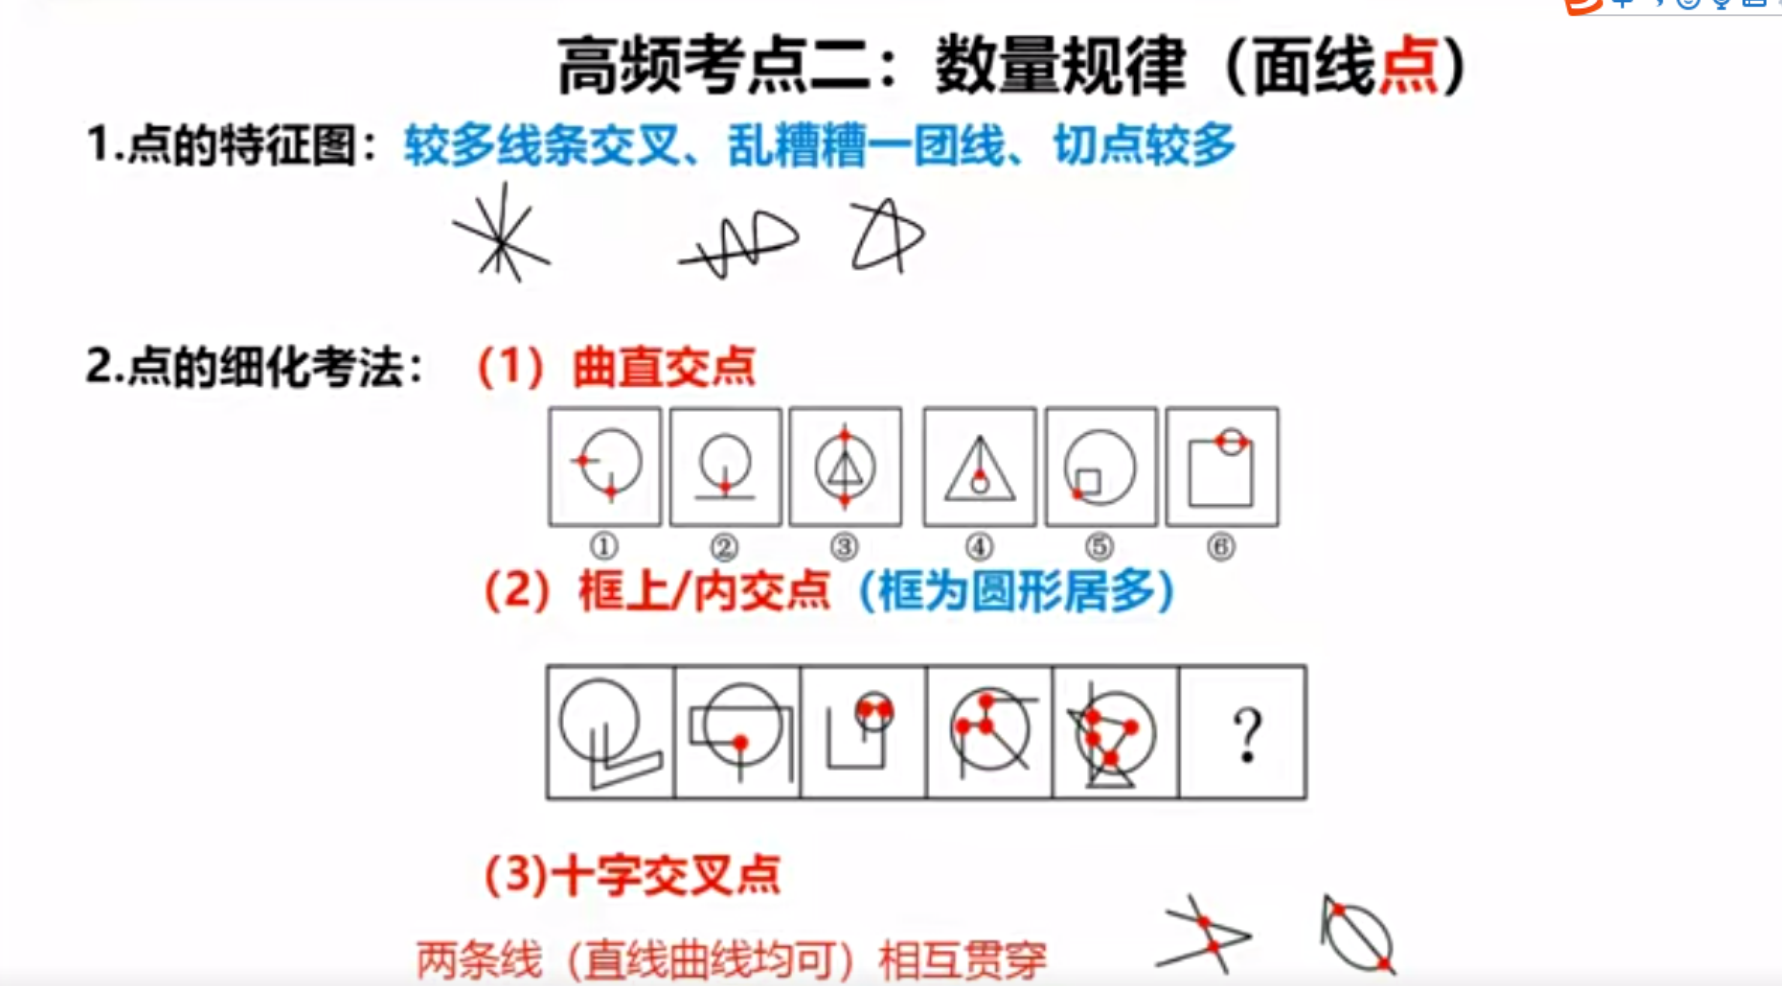 高频考点二：数量规律（面线点）
1.点的特征图：较多线条交叉、乱糟糟一团线、切点较多
2.点的细化考法：（1）曲直交点
① ② ③ ④ ⑤ ⑥
（2）框上/内交点（框为圆形居多）
?
(3)十字交叉点
两条线（直线曲线均可）相互贯穿